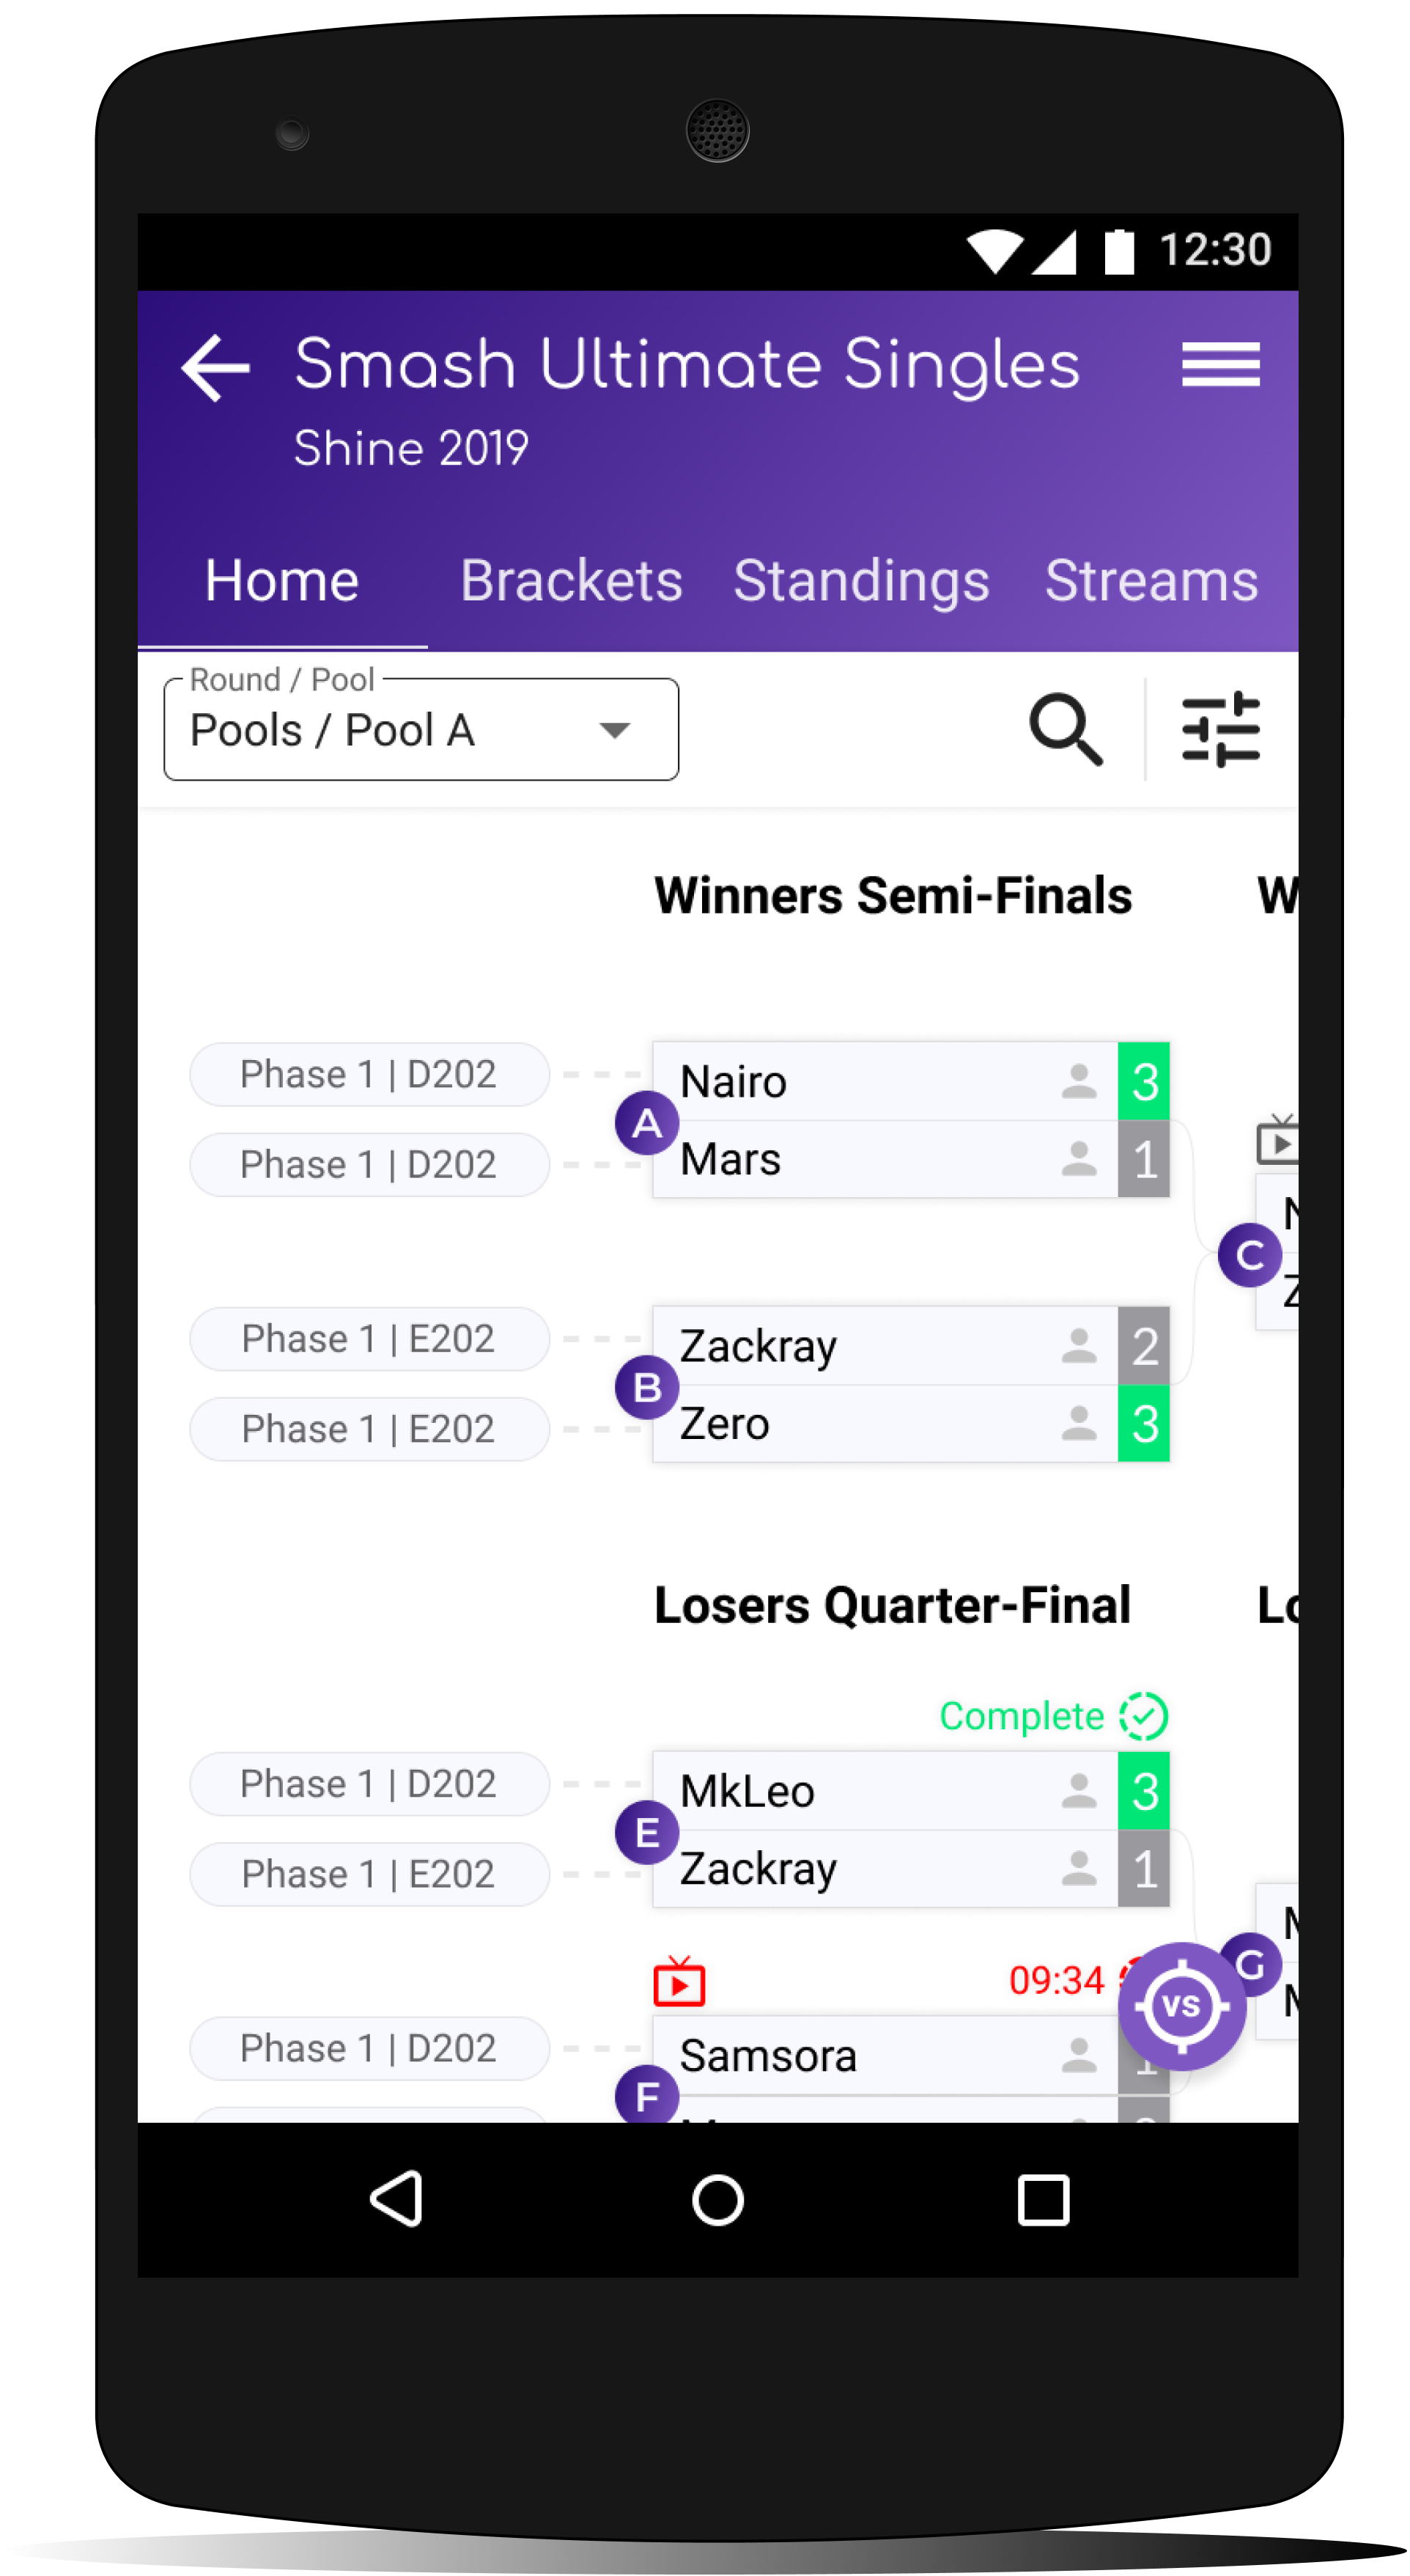 12:30
Smash Ultimate Singles
Shine 2019
Home Brackets Standings Streams
Round / Pool
Pools / Pool A
Winners Semi-Finals W
Phase 1 | D202
Nairo 3
A
Phase 1 | D202
Mars 1
N
C
Z
Phase 1 | E202
Zackray 2
B
Phase 1 | E202
Zero 3
Losers Quarter-Final Lo
Complete
Phase 1 | D202
MkLeo 3
E
Phase 1 | E202
Zackray 1
09:34
G
VS
Phase 1 | D202
Samsora 1
F